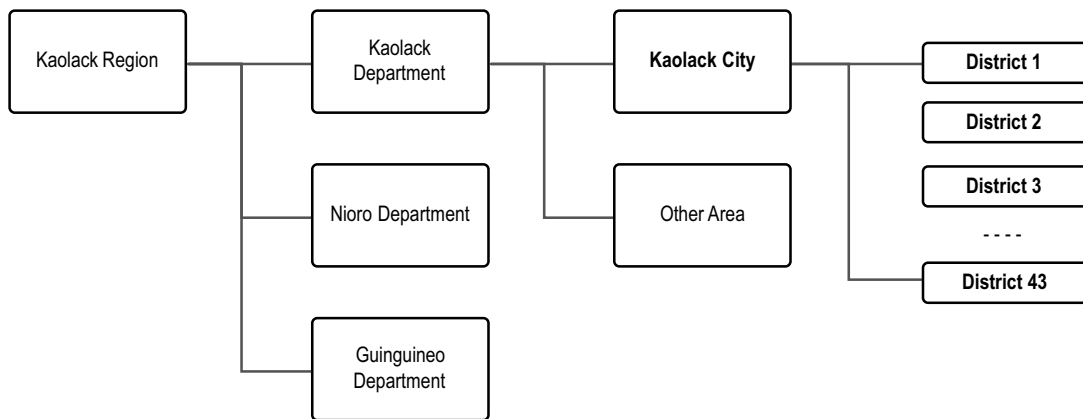 Kaolack Region
Kaolack
Department
Kaolack City
District 1
District 2
District 3
- - - -
District 43
Nioro Department
Other Area
Guinguineo
Department